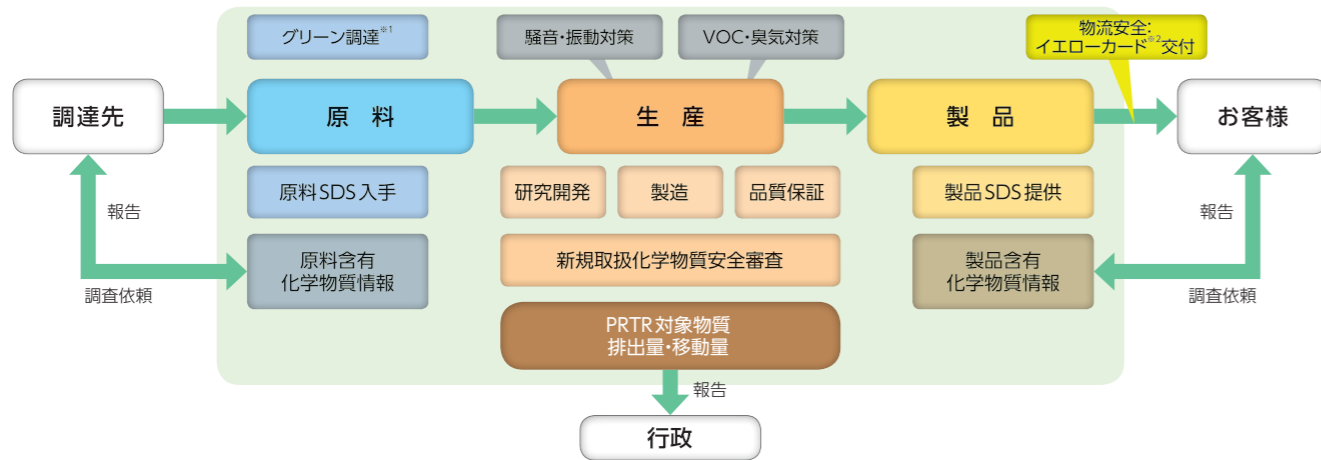 グリーン調達※1
騒音・振動対策
VOC・臭気対策
物流安全:
イエローカード※2交付
調達先
原 料
生 産
製 品
お客様
原料SDS入手
研究開発
製造
品質保証
製品SDS提供
報告
報告
原料含有
化学物質情報
新規取扱化学物質安全審査
製品含有
化学物質情報
調査依頼
調査依頼
PRTR対象物質
排出量・移動量
報告
行政